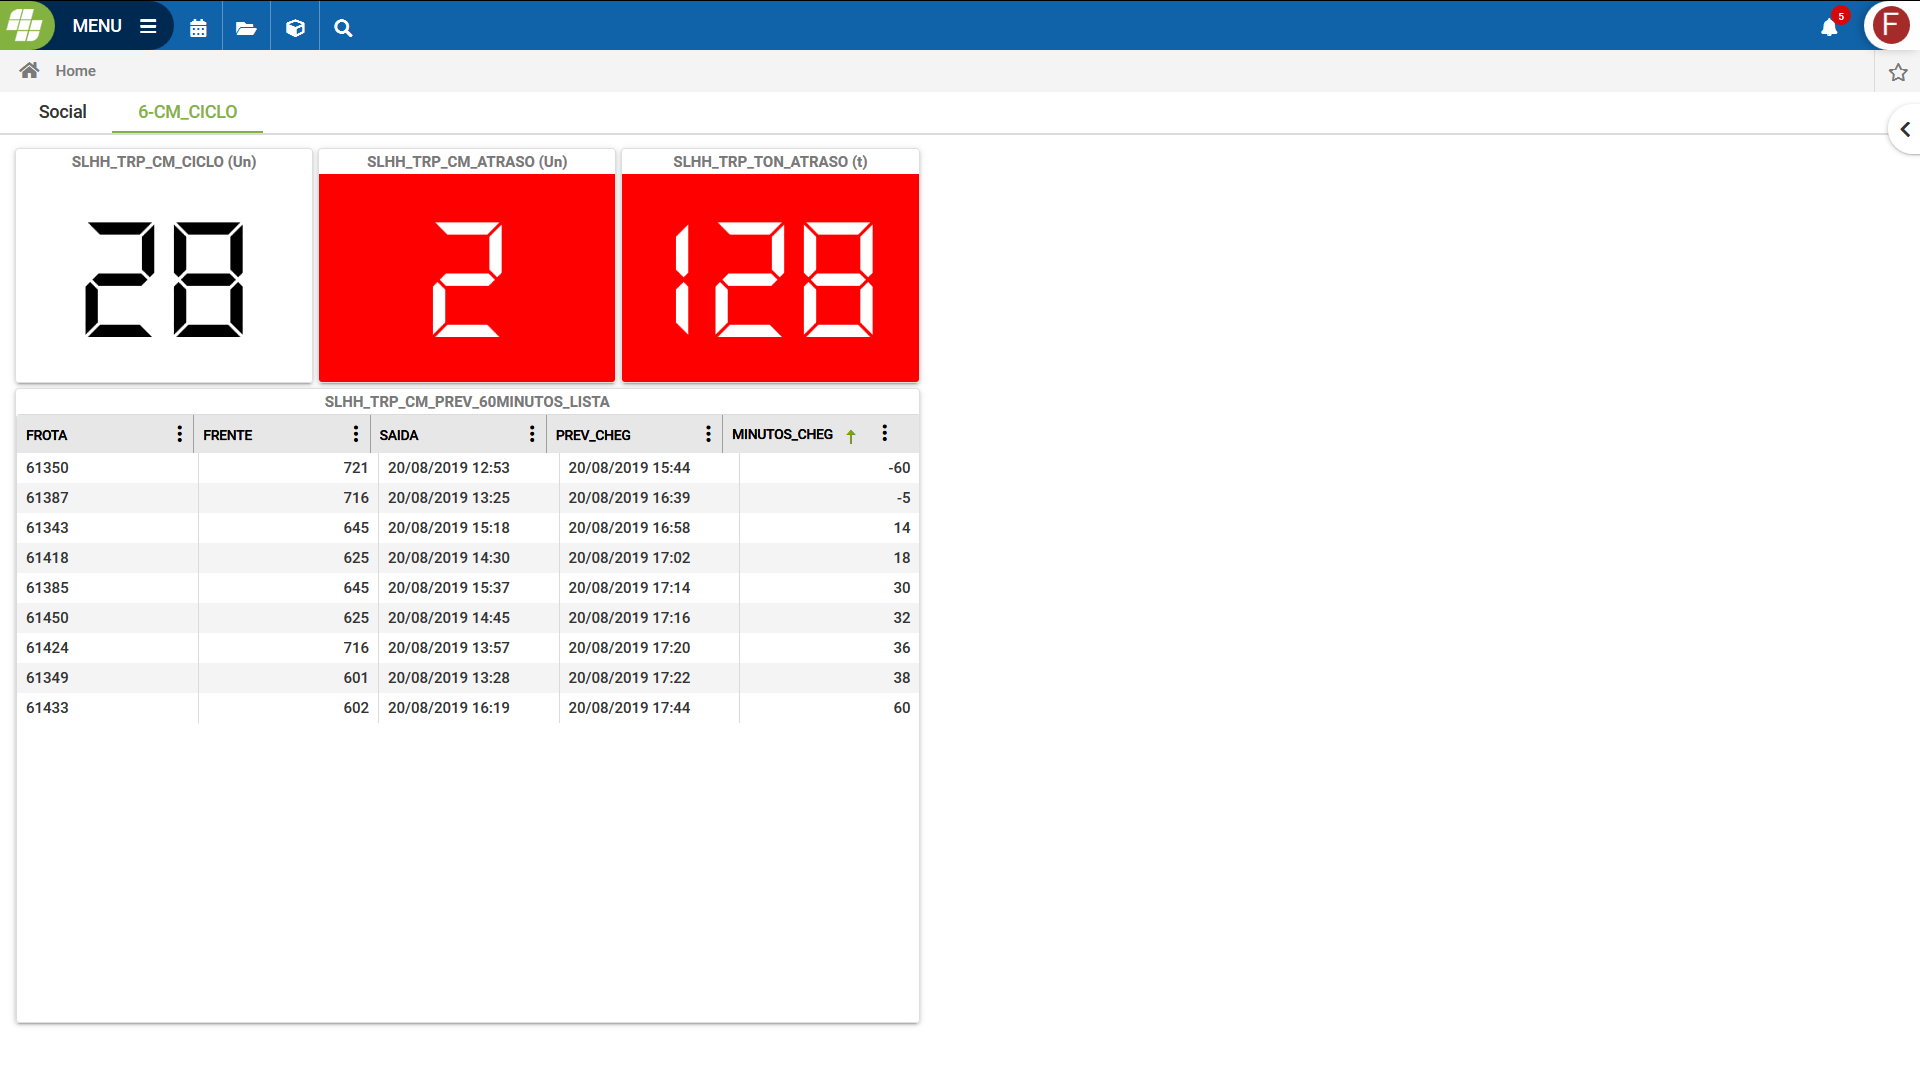 MENU
5
F
Home
Social 6-CM_CICLO
SLHH_TRP_CM_CICLO (Un) SLHH_TRP_CM_ATRASO (Un) SLHH_TRP_TON_ATRASO (t)
28 2 128
SLHH_TRP_CM_PREV_60MINUTOS_LISTA
FROTA FRENTE SAIDA PREV_CHEG MINUTOS_CHEG
61350 721 20/08/2019 12:53 20/08/2019 15:44 -60
61387 716 20/08/2019 13:25 20/08/2019 16:39 -5
61343 645 20/08/2019 15:18 20/08/2019 16:58 14
61418 625 20/08/2019 14:30 20/08/2019 17:02 18
61385 645 20/08/2019 15:37 20/08/2019 17:14 30
61450 625 20/08/2019 14:45 20/08/2019 17:16 32
61424 716 20/08/2019 13:57 20/08/2019 17:20 36
61349 601 20/08/2019 13:28 20/08/2019 17:22 38
61433 602 20/08/2019 16:19 20/08/2019 17:44 60